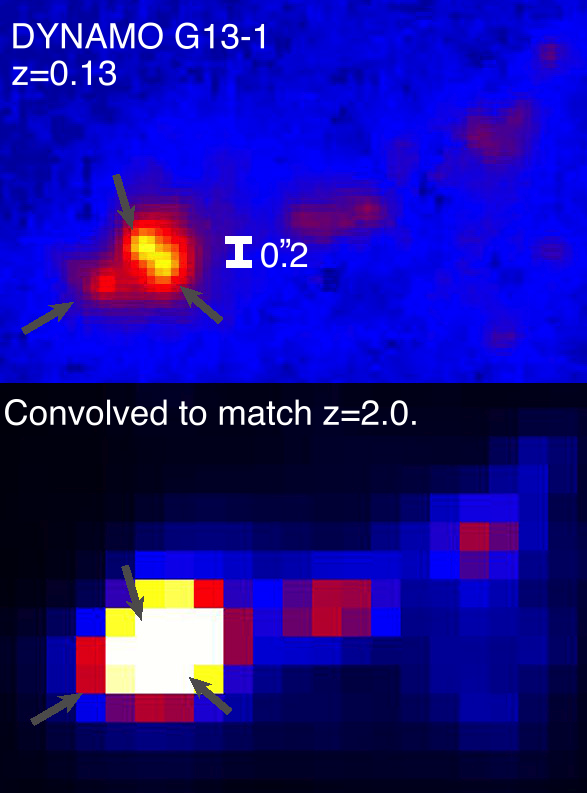 DYNAMO G13-1
z=0.13
0".2
Convolved to match z=2.0.